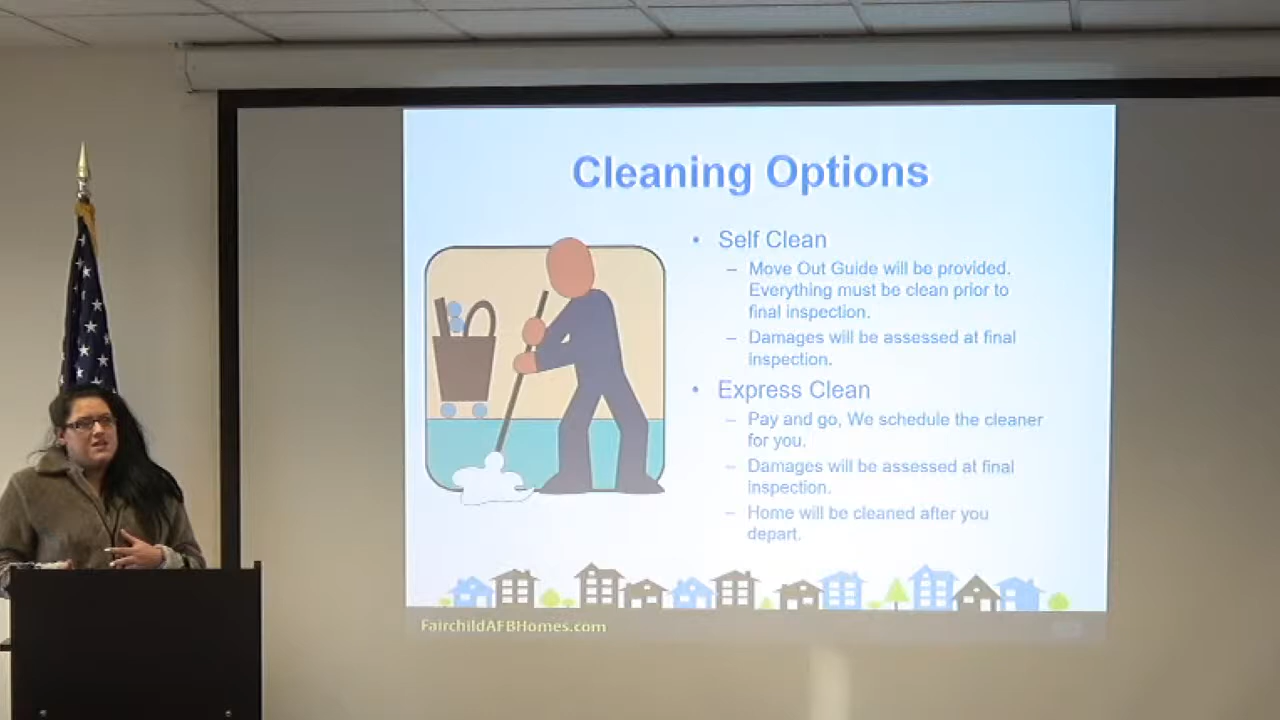 Cleaning Options
• Self Clean
– Move Out Guide will be provided.
Everything must be clean prior to
final inspection.
– Damages will be assessed at final
inspection.
• Express Clean
– Pay and go, We schedule the cleaner
for you.
– Damages will be assessed at final
inspection.
– Home will be cleaned after you
depart.
FairchildAFBHomes.com